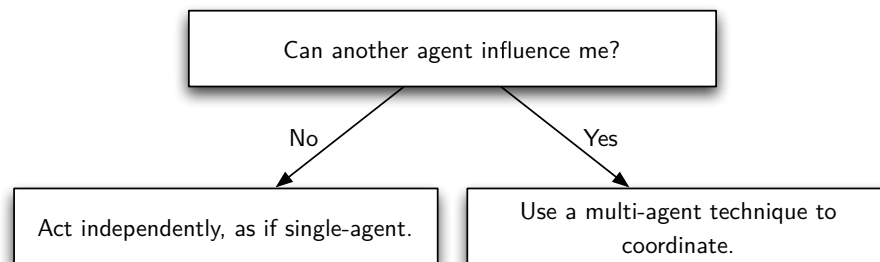 Can another agent influence me?
No
Yes
Act independently, as if single-agent.
Use a multi-agent technique to
coordinate.